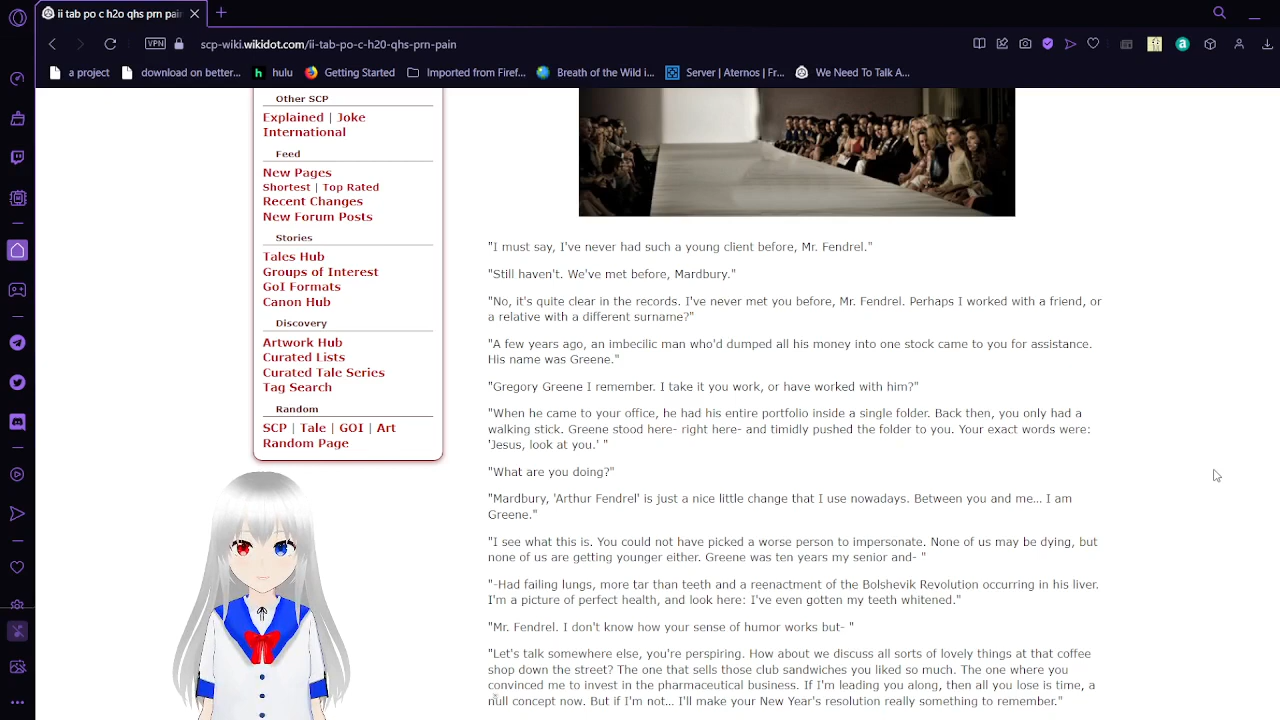 ii tab po c h2o qhs prn pain
VPN
scp-wiki.wikidot.com/ii-tab-po-c-h20-qhs-prn-pain
a project
download on better...
hulu
Getting Started
Imported from Firef...
Breath of the Wild i...
Server | Aternos | Fr...
We Need To Talk A...
Other SCP
Explained | Joke
International
Feed
New Pages
Shortest | Top Rated
Recent Changes
New Forum Posts
Stories
Tales Hub
Groups of Interest
GoI Formats
Canon Hub
Discovery
Artwork Hub
Curated Lists
Curated Tale Series
Tag Search
Random
SCP | Tale | GOI | Art
Random Page
"I must say, I've never had such a young client before, Mr. Fendrel."
"Still haven't. We've met before, Mardbury."
"No, it's quite clear in the records. I've never met you before, Mr. Fendrel. Perhaps I worked with a friend, or
a relative with a different surname?"
"A few years ago, an imbecilic man who'd dumped all his money into one stock came to you for assistance.
His name was Greene."
"Gregory Greene I remember. I take it you work, or have worked with him?"
"When he came to your office, he had his entire portfolio inside a single folder. Back then, you only had a
walking stick. Greene stood here- right here- and timidly pushed the folder to you. Your exact words were:
'Jesus, look at you.' "
"What are you doing?"
"Mardbury, 'Arthur Fendrel' is just a nice little change that I use nowadays. Between you and me... I am
Greene."
"I see what this is. You could not have picked a worse person to impersonate. None of us may be dying, but
none of us are getting younger either. Greene was ten years my senior and- "
"-Had failing lungs, more tar than teeth and a reenactment of the Bolshevik Revolution occurring in his liver.
I'm a picture of perfect health, and look here: I've even gotten my teeth whitened."
"Mr. Fendrel. I don't know how your sense of humor works but- "
"Let's talk somewhere else, you're perspiring. How about we discuss all sorts of lovely things at that coffee
shop down the street? The one that sells those club sandwiches you liked so much. The one where you
convinced me to invest in the pharmaceutical business. If I'm leading you along, then all you lose is time, a
null concept now. But if I'm not... I'll make your New Year's resolution really something to remember."